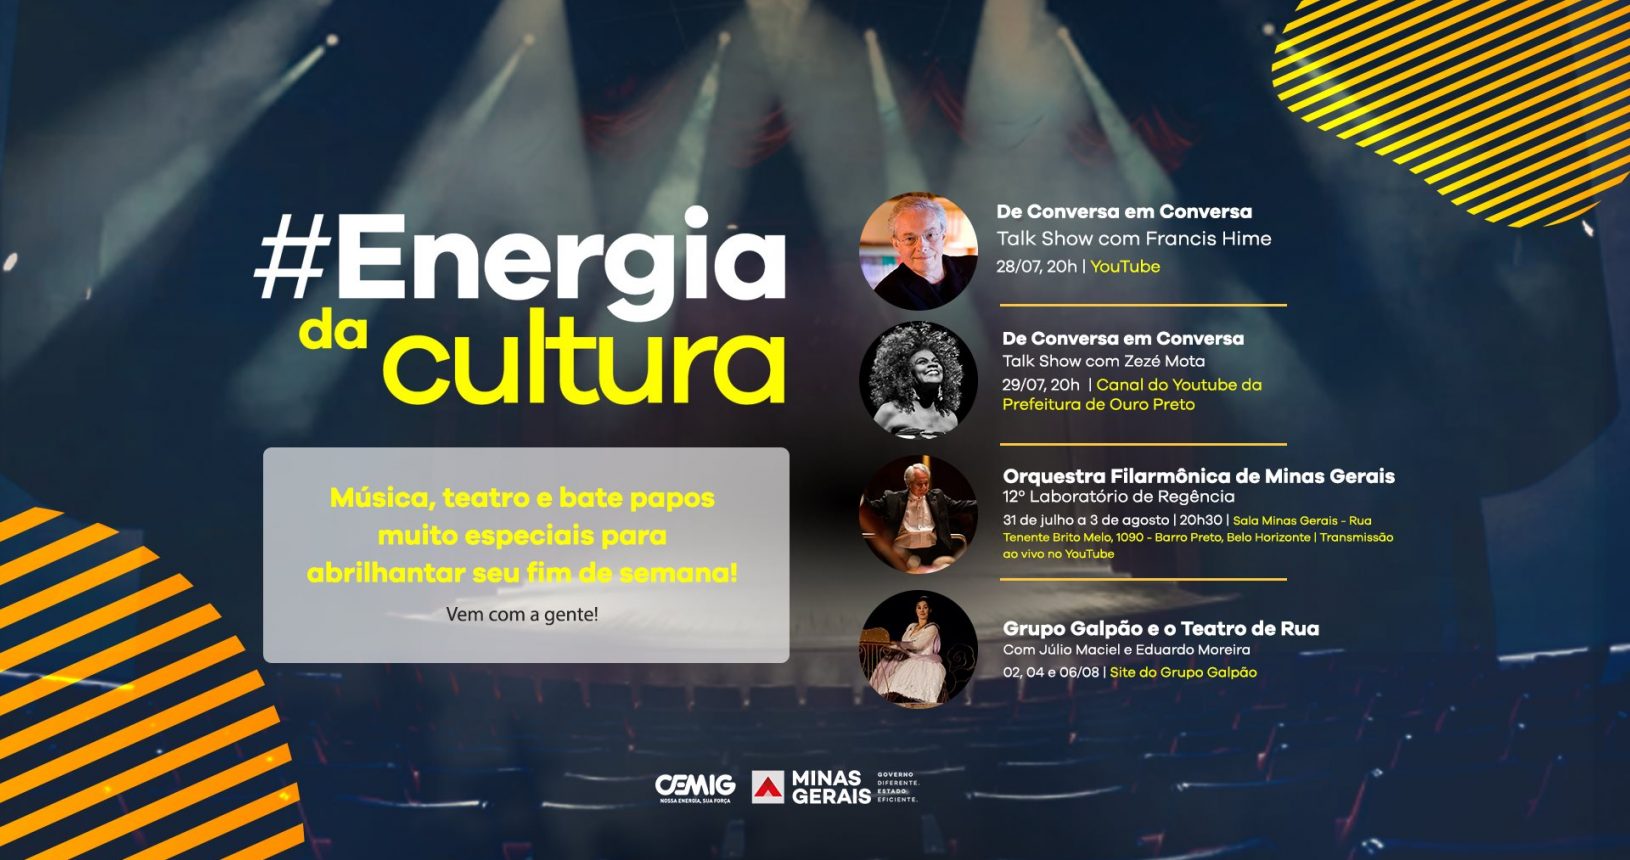 #Energia
da cultura
Música, teatro e bate papos
muito especiais para
abrilhantar seu fim de semana!
Vem com a gente!
De Conversa em Conversa
Talk Show com Francis Hime
28/07, 20h | YouTube
De Conversa em Conversa
Talk Show com Zezé Mota
29/07, 20h | Canal do Youtube da
Prefeitura de Ouro Preto
Orquestra Filarmônica de Minas Gerais
12º Laboratório de Regência
31 de julho a 3 de agosto | 20h30 | Sala Minas Gerais - Rua
Tenente Brito Melo, 1090 - Barro Preto, Belo Horizonte | Transmissão
ao vivo no YouTube
Grupo Galpão e o Teatro de Rua
Com Júlio Maciel e Eduardo Moreira
02, 04 e 06/08 | Site do Grupo Galpão
CEMIG
NOSSA ENERGIA, SUA FORÇA
MINAS
GERAIS
GOVERNO
DIFERENTE.
ESTADO
EFICIENTE.